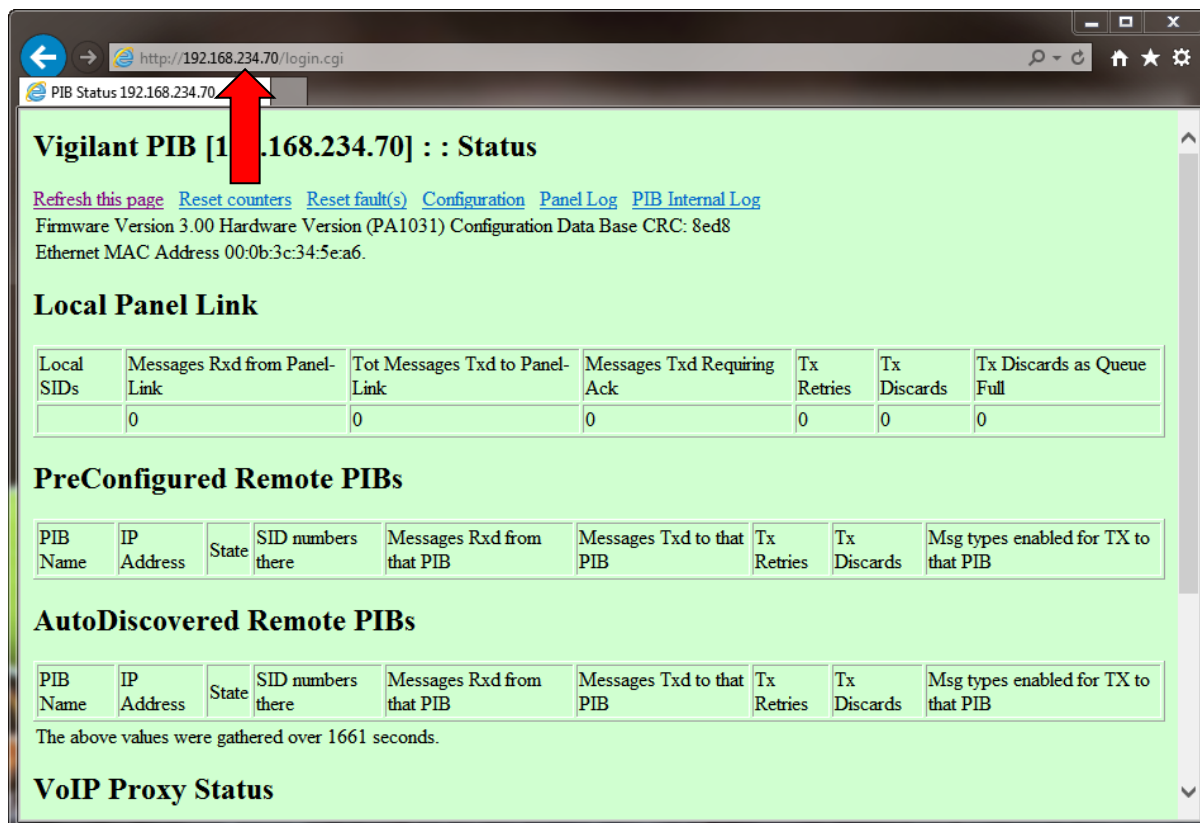 http://192.168.234.70/login.cgi
PIB Status 192.168.234.70
Vigilant PIB [1 .168.234.70] : : Status
Refresh this page Reset counters Reset fault(s) Configuration Panel Log PIB Internal Log
Firmware Version 3.00 Hardware Version (PA1031) Configuration Data Base CRC: 8ed8
Ethernet MAC Address 00:0b:3c:34:5e:a6.
Local Panel Link
Local SIDs Messages Rxd from Panel-Link Tot Messages Txd to Panel-Link Messages Txd Requiring Ack Tx Retries Tx Discards Tx Discards as Queue Full
0 0 0 0 0 0
PreConfigured Remote PIBs
PIB Name IP Address State SID numbers there Messages Rxd from that PIB Messages Txd to that PIB Tx Retries Tx Discards Msg types enabled for TX to that PIB
AutoDiscovered Remote PIBs
PIB Name IP Address State SID numbers there Messages Rxd from that PIB Messages Txd to that PIB Tx Retries Tx Discards Msg types enabled for TX to that PIB
The above values were gathered over 1661 seconds.
VoIP Proxy Status